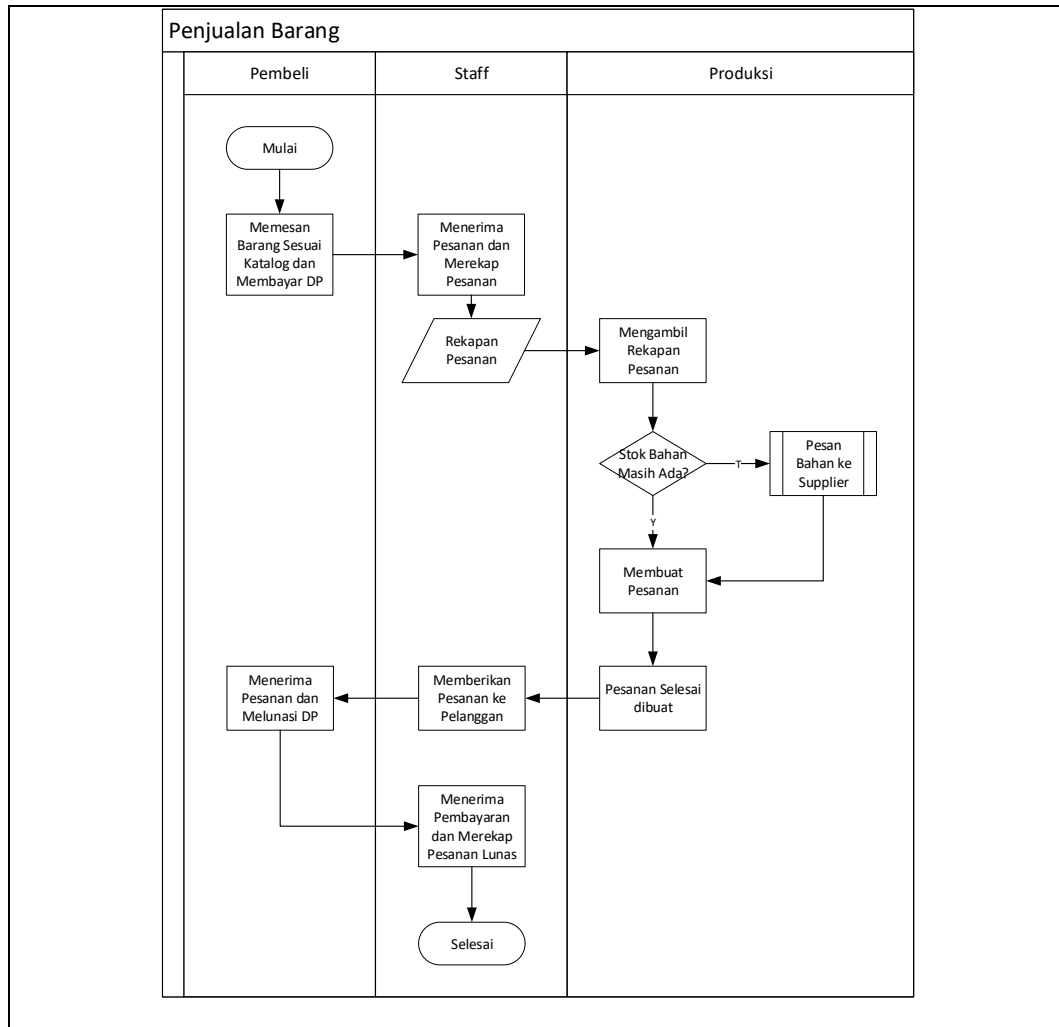 Penjualan Barang
Pembeli
Staff
Produksi
Mulai
Memesan
Barang Sesuai
Katalog dan
Membayar DP
Menerima
Pesanan dan
Merekap
Pesanan
Rekapan
Pesanan
Mengambil
Rekapan
Pesanan
Stok Bahan
Masih Ada?
T
Pesan
Bahan ke
Supplier
Y
Membuat
Pesanan
Pesanan Selesai
dibuat
Memberikan
Pesanan ke
Pelanggan
Menerima
Pesanan dan
Melunasi DP
Menerima
Pembayaran
dan Merekap
Pesanan Lunas
Selesai